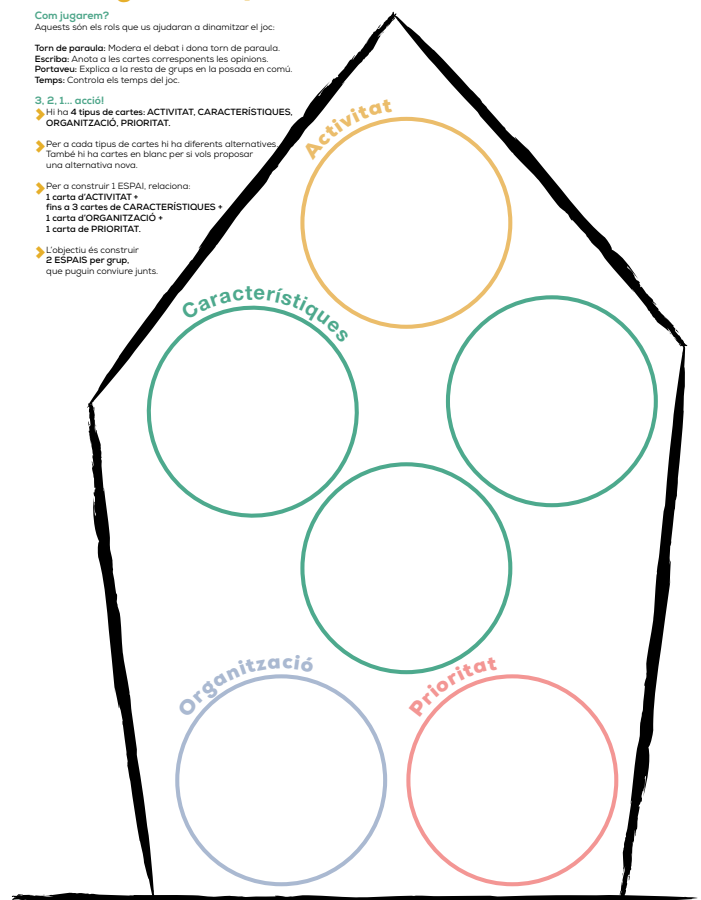 Com jugarem?
Aquests són els rols que us ajudaran a dinamitzar el joc:
Torn de paraula: Modera el debat i dona torn de paraula.
Escriba: Anota a les cartes corresponents les opinions.
Portaveu: Explica a la resta de grups en la posada en comú.
Temps: Controla els temps del joc.
3, 2, 1... acció!
Hi ha 4 tipus de cartes: ACTIVITAT, CARACTERÍSTIQUES,
ORGANITZACIÓ, PRIORITAT.
Per a cada tipus de cartes hi ha diferents alternatives.
També hi ha cartes en blanc per si vols proposar
una alternativa nova.
Per a construir 1 ESPAI, relaciona:
1 carta d'ACTIVITAT +
fins a 3 cartes de CARACTERÍSTIQUES +
1 carta d'ORGANITZACIÓ +
1 carta de PRIORITAT.
L'objectiu és construir
2 ESPAIS per grup,
que puguin conviure junts.
Activitat
Característiques
Organització
Prioritat